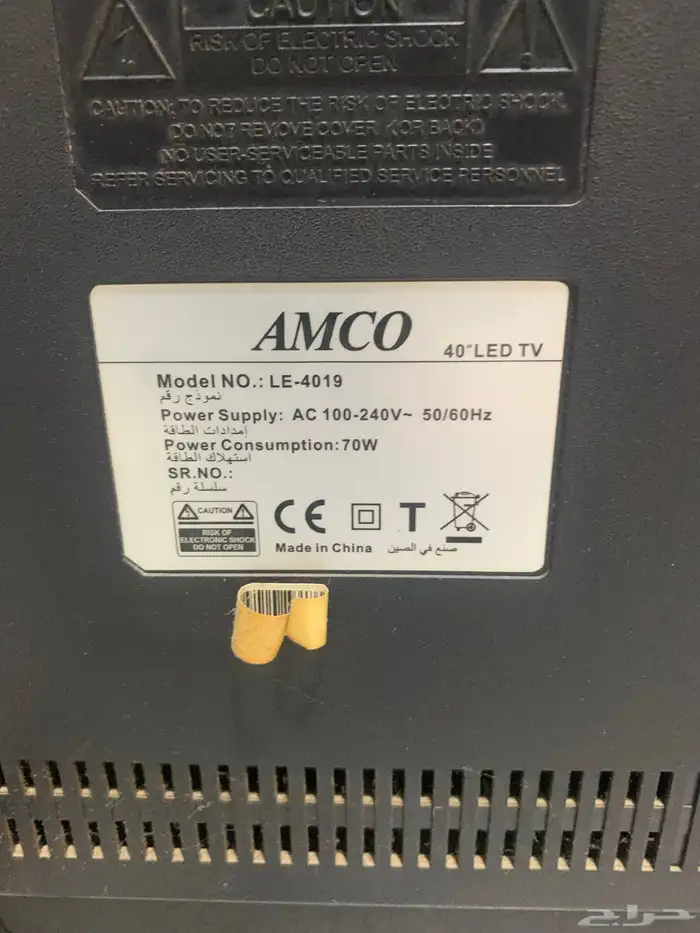 CAUTION
RISK OF ELECTRIC SHOCK
DO NOT OPEN
CAUTION: TO REDUCE THE RISK OF ELECTRIC SHOCK,
DO NOT REMOVE COVER (OR BACK)
NO USER-SERVICEABLE PARTS INSIDE
REFER SERVICING TO QUALIFIED SERVICE PERSONNEL
AMCO
40"LED TV
Model NO.: LE-4019
نموذج رقم
Power Supply: AC 100-240V~ 50/60Hz
إمدادات الطاقة
Power Consumption:70W
استهلاك الطاقة
SR.NO.:
سلسلة رقم
CAUTION
RISK OF
ELECTRONIC SHOCK
DO NOT OPEN
CE T
Made in China صنع في الصين
حراج